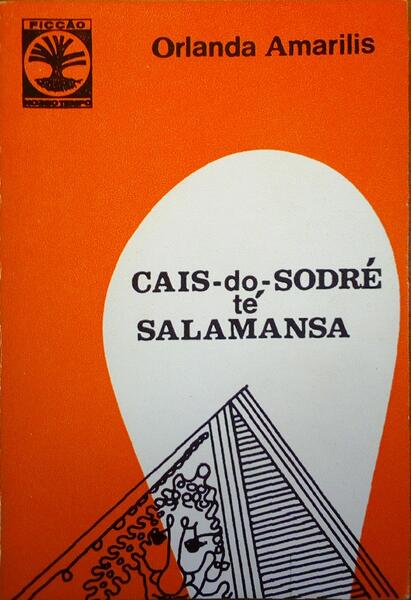 FICÇÃO
NOSSO TEMPO
Orlanda Amarilis
CAIS-do-SODRÉ
té
SALAMANSA